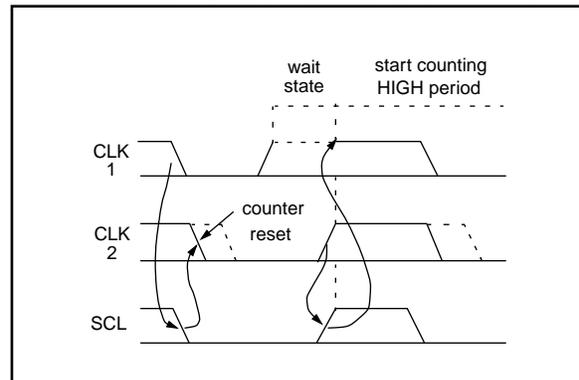 wait
state
start counting
HIGH period
CLK
1
counter
reset
CLK
2
SCL